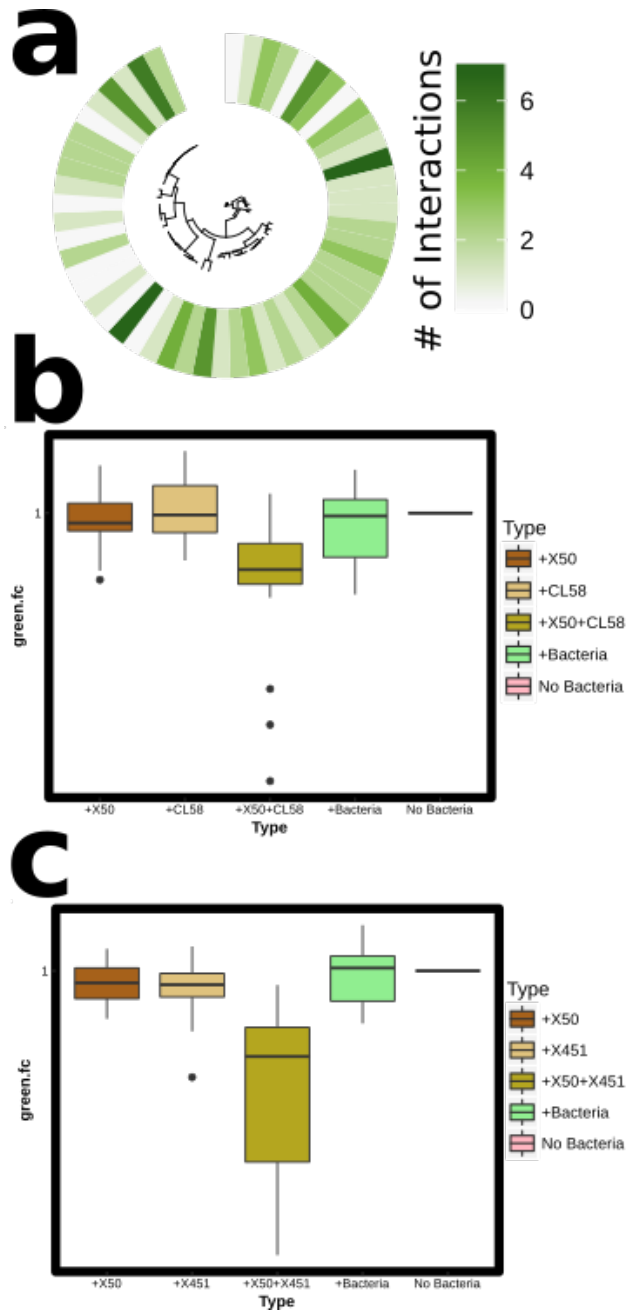 a
# of Interactions
6
4
2
0
b
1
green.fc
+X50
+CL58
+X50+CL58
+Bacteria
No Bacteria
Type
Type
+X50
+CL58
+X50+CL58
+Bacteria
No Bacteria
c
1
green.fc
+X50
+X451
+X50+X451
+Bacteria
No Bacteria
Type
Type
+X50
+X451
+X50+X451
+Bacteria
No Bacteria